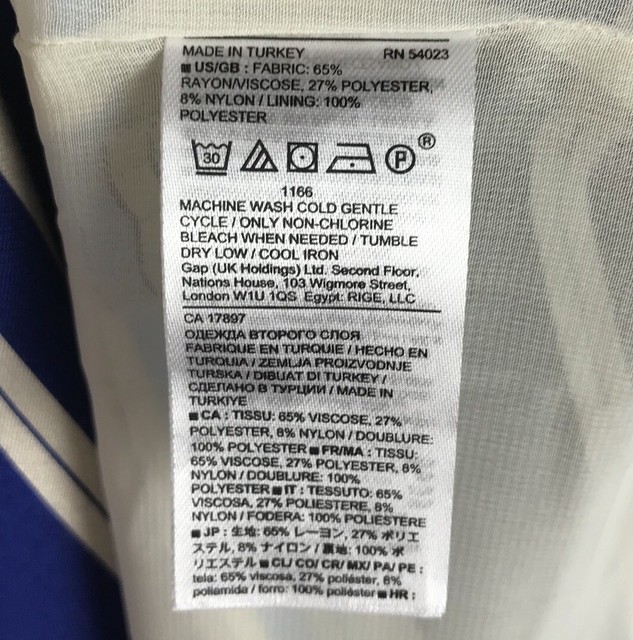 MADE IN TURKEY RN 54023
■ US/GB : FABRIC: 65%
RAYON/VISCOSE, 27% POLYESTER,
8% NYLON / LINING: 100%
POLYESTER
30 P ®
1166
MACHINE WASH COLD GENTLE
CYCLE / ONLY NON-CHLORINE
BLEACH WHEN NEEDED / TUMBLE
DRY LOW / COOL IRON
Gap (UK Holdings) Ltd. Second Floor,
Nations House, 103 Wigmore Street,
London W1U 1QS Egypt: RIGE, LLC
CA 17897
ОДЕЖДА ВТОРОГО СЛОЯ
FABRIQUE EN TURQUIE / HECHO EN
TURQUIA / ZEMLJA PROIZVODNJE
TURSKA / DIBUAT DI TURKEY /
СДЕЛАНО В ТУРЦИИ / MADE IN
TURKIYE
■ CA : TISSU: 65% VISCOSE, 27%
POLYESTER, 8% NYLON / DOUBLURE:
100% POLYESTER ■ FR/MA : TISSU:
65% VISCOSE, 27% POLYESTER, 8%
NYLON / DOUBLURE: 100%
POLYESTER ■ IT : TESSUTO: 65%
VISCOSA, 27% POLIESTERE, 8%
NYLON / FODERA: 100% POLIESTERE
■ JP : 生地: 65% レーヨン, 27% ポリエ
ステル, 8% ナイロン / 裏地: 100% ポ
リエステル ■ CL/ CO/ CR/ MX/ PA/ PE :
tela: 65% viscosa, 27% poliéster, 8%
poliamida / forro: 100% poliéster ■ HR :